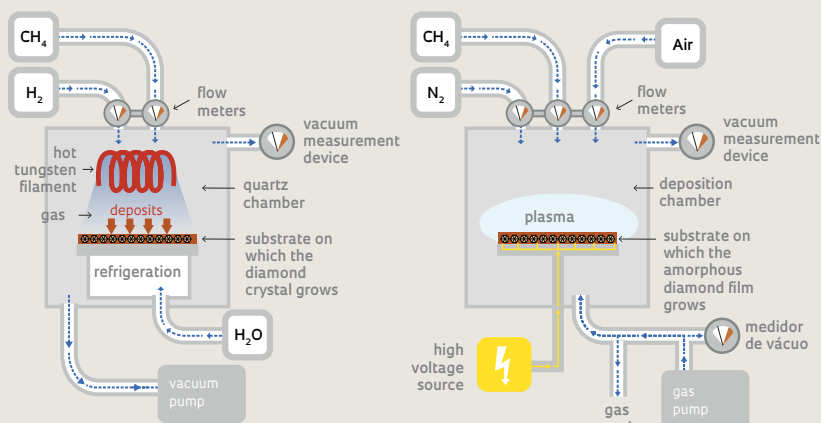 CH4
H2
flow
meters
hot
tungsten
filament
gas
deposits
vacuum
measurement
device
quartz
chamber
substrate on
which the
diamond
crystal grows
refrigeration
H2O
vacuum
pump
CH4
Air
N2
flow
meters
vacuum
measurement
device
deposition
chamber
plasma
substrate on
which the
amorphous
diamond film
grows
high
voltage
source
medidor
de vácuo
gas
gas
pump